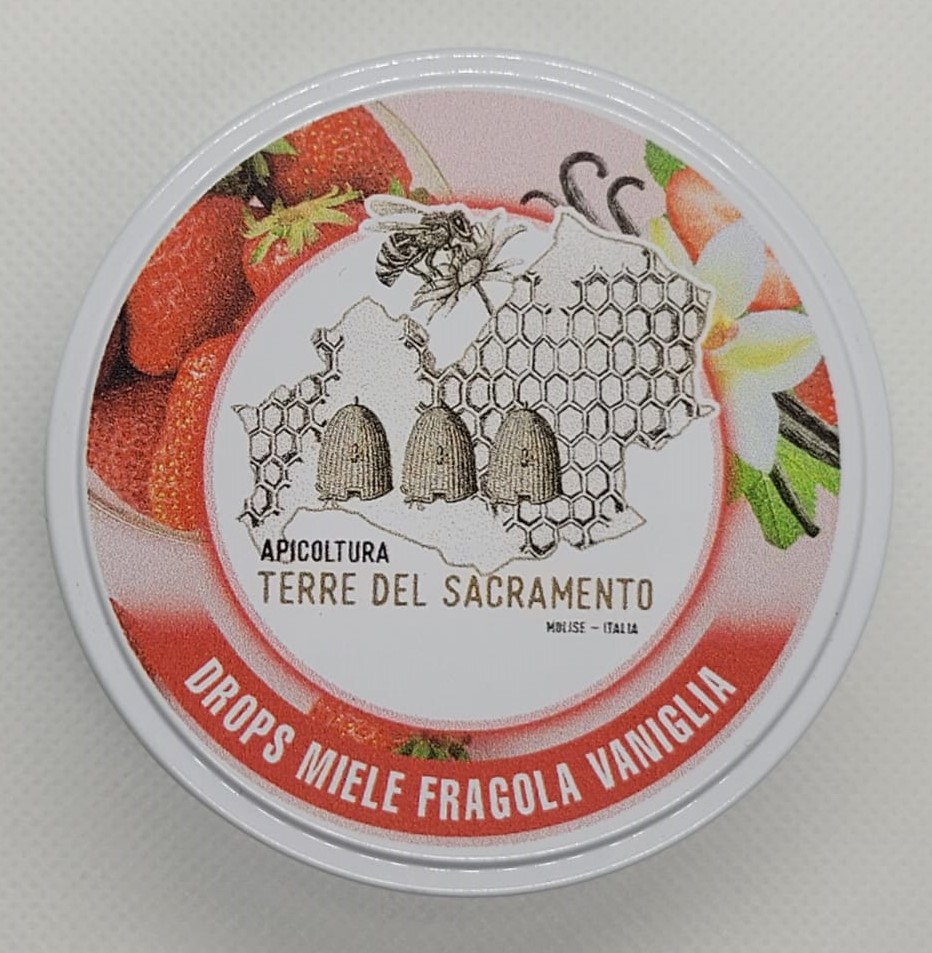 APICOLTURA
TERRE DEL SACRAMENTO
MOLISE – ITALIA
DROPS MIELE FRAGOLA VANIGLIA